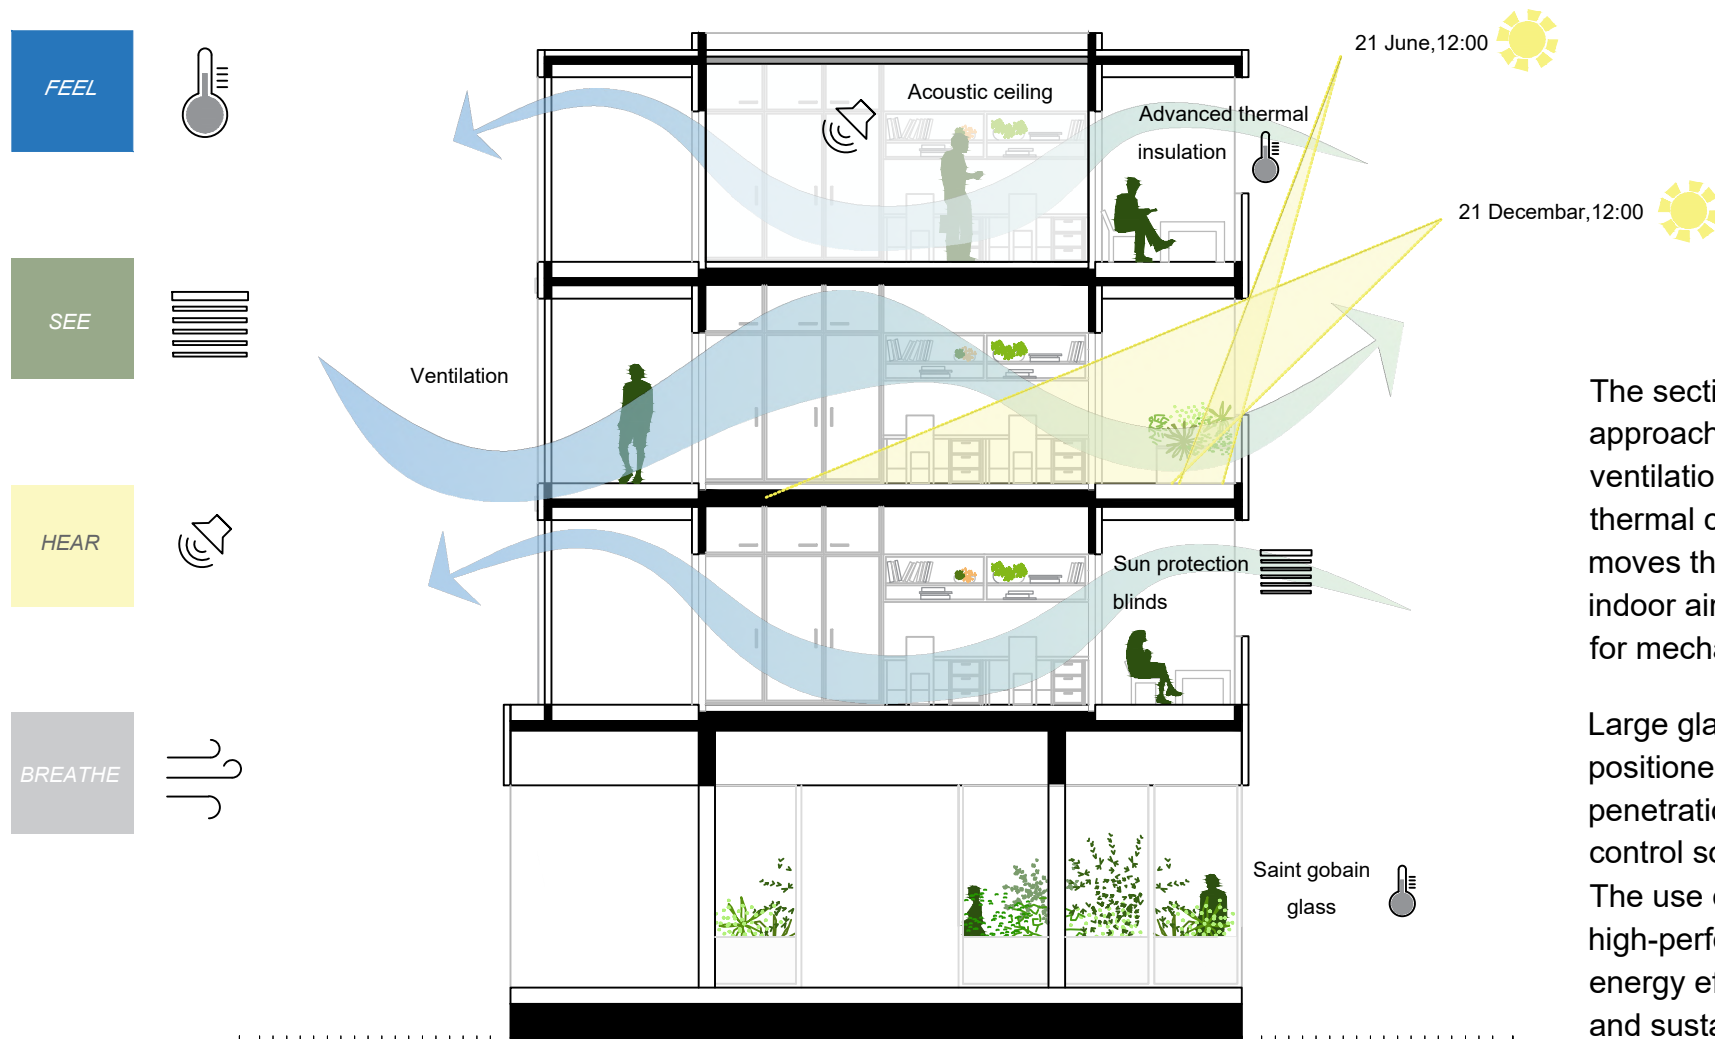 FEEL
SEE
HEAR
BREATHE
Acoustic ceiling
21 June,12:00
Advanced thermal
insulation
21 Decembar,12:00
Ventilation
Sun protection
blinds
Saint gobain
glass
The secti
approach
ventilatio
thermal
moves th
indoor air
for mecha
Large gla
positione
penetratio
control so
The use
high-perfo
energy ef
and susta